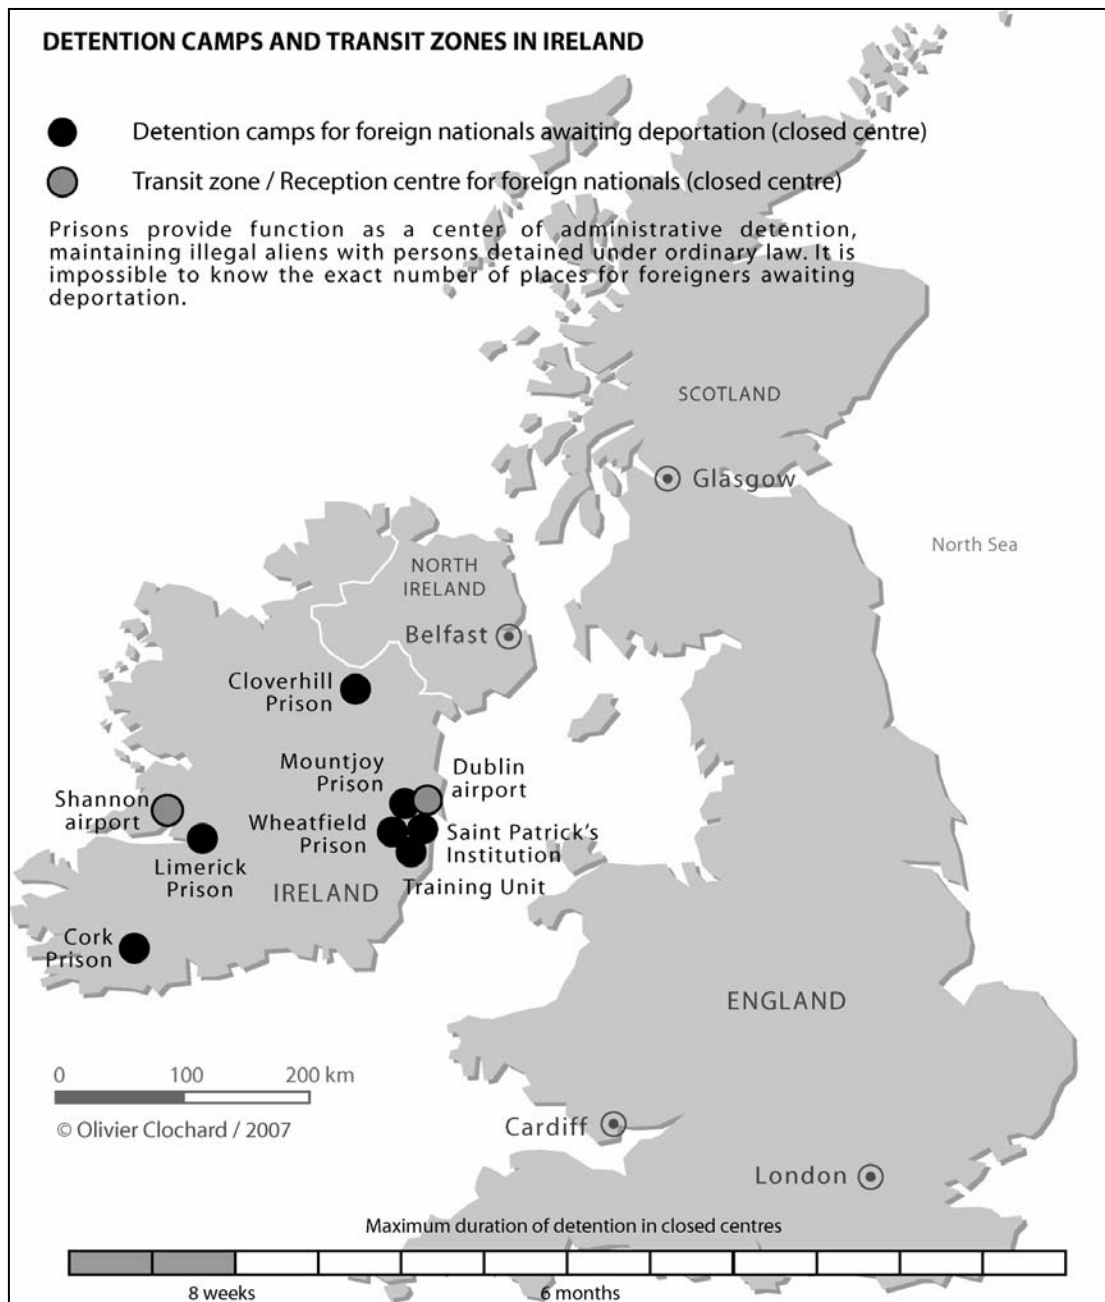 DETENTION CAMPS AND TRANSIT ZONES IN IRELAND
Detention camps for foreign nationals awaiting deportation (closed centre)
Transit zone / Reception centre for foreign nationals (closed centre)
Prisons provide function as a center of administrative detention,
maintaining illegal aliens with persons detained under ordinary law. It is
impossible to know the exact number of places for foreigners awaiting
deportation.
SCOTLAND
Glasgow
North Sea
NORTH
IRELAND
Belfast
Cloverhill
Prison
Mountjoy
Prison
Dublin
airport
Shannon
airport
Wheatfield
Prison
Saint Patrick's
Institution
Limerick
Prison
Training Unit
IRELAND
Cork
Prison
ENGLAND
0 100 200 km
© Olivier Clochard / 2007
Cardiff
London
Maximum duration of detention in closed centres
8 weeks 6 months